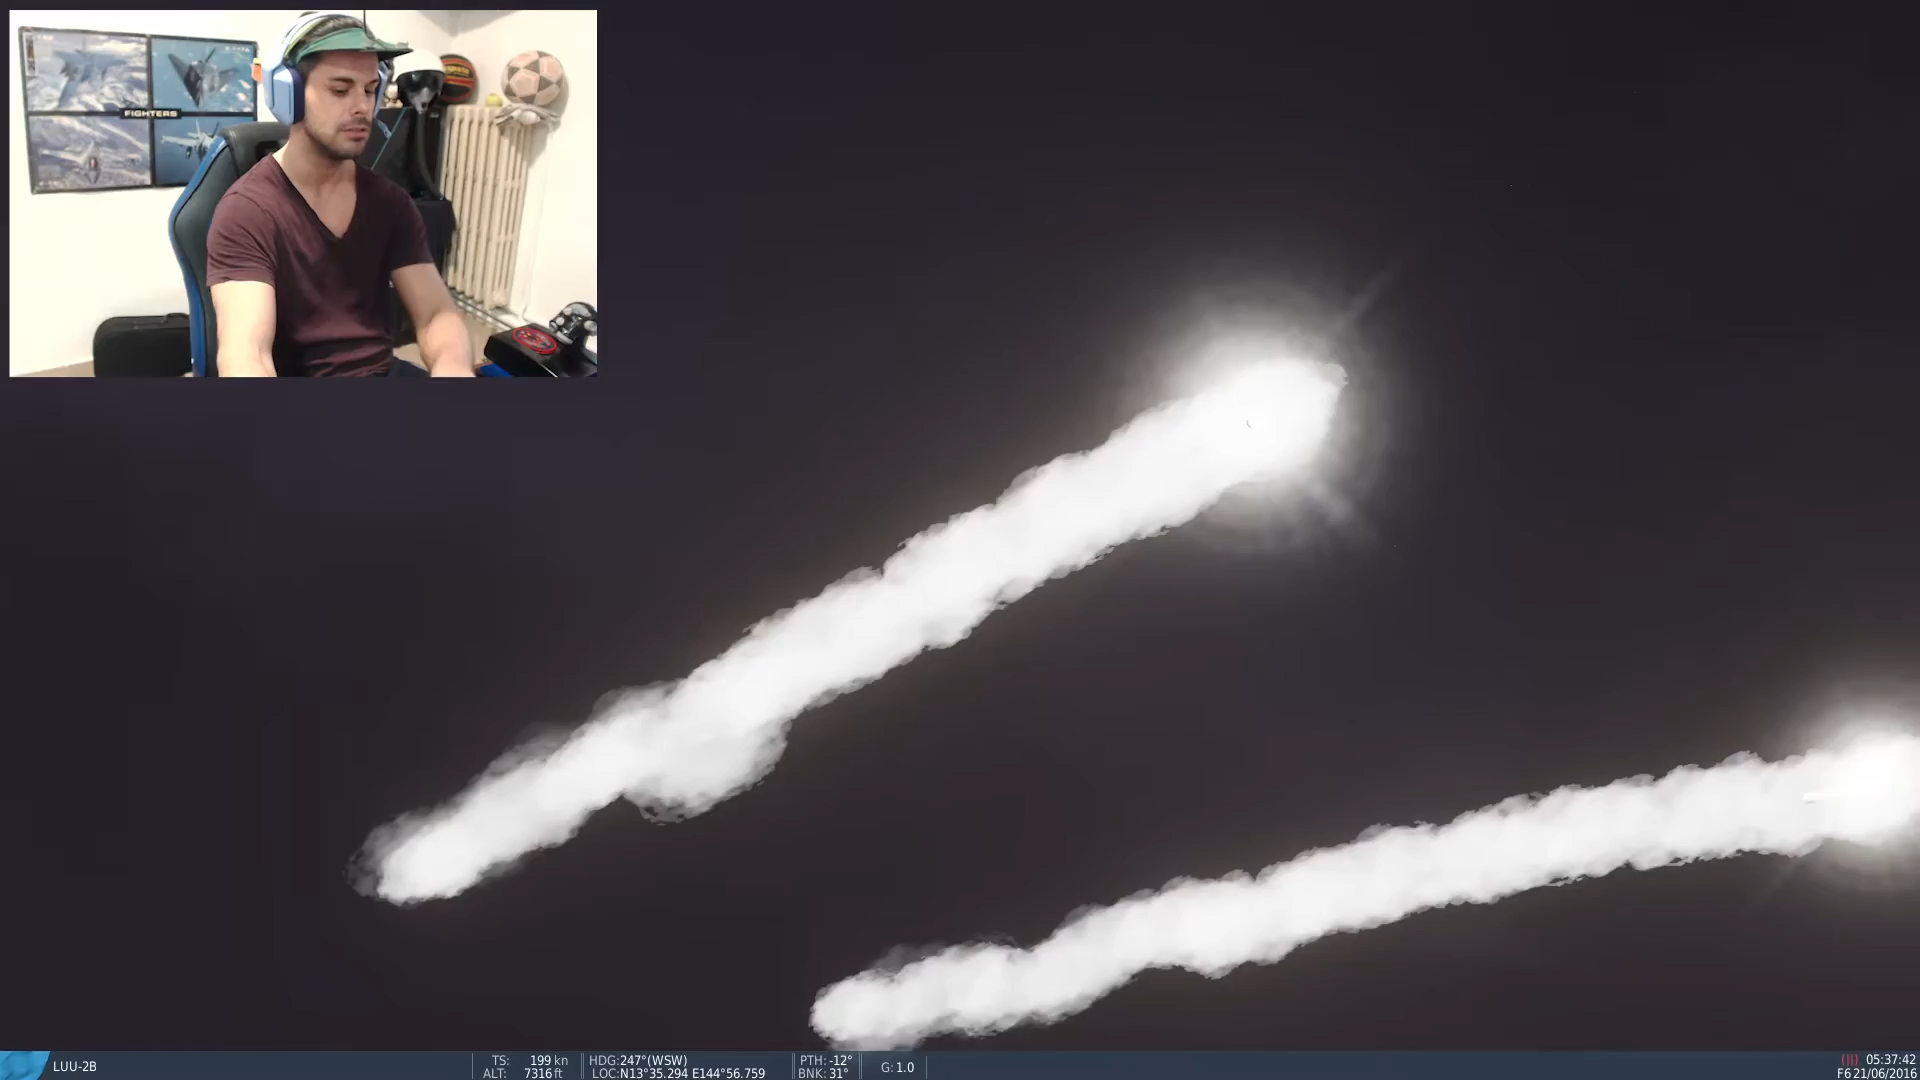 FIGHTERS
LUU-2B
TS: 199 kn
ALT: 7316 ft
HDG:247°(WSW)
LOC:N13°35.294 E144°56.759
PTH: -12°
BNK: 31°
G: 1.0
05:37:42
F6 21/06/2016